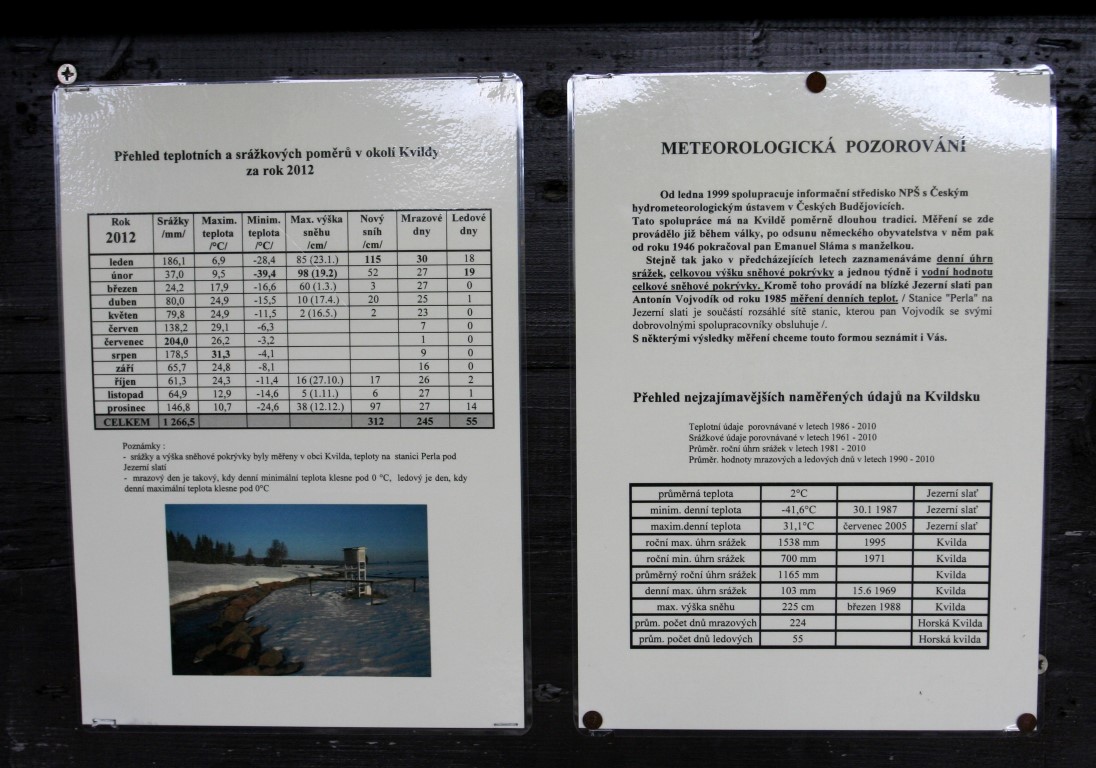 Přehled teplotních a srážkových poměrů v okolí Kvildy
za rok 2012
Rok 2012 Srážky /mm/ Maxim. teplota /°C/ Minim. teplota /°C/ Max. výška sněhu /cm/ Nový sníh /cm/ Mrazové dny Ledové dny
leden 186,1 6,9 -28,4 85 (23.1.) 115 30 18
únor 37,0 9,5 -39,4 98 (19.2) 52 27 19
březen 24,2 17,9 -16,6 60 (1.3.) 3 27 0
duben 80,0 24,9 -15,5 10 (17.4.) 20 25 1
květen 79,8 24,9 -11,5 2 (16.5.) 2 23 0
červen 138,2 29,1 -6,3 7 0
červenec 204,0 26,2 -3,2 1 0
srpen 178,5 31,3 -4,1 9 0
září 65,7 24,8 -8,1 16 0
říjen 61,3 24,3 -11,4 16 (27.10.) 17 26 2
listopad 64,9 12,9 -14,6 5 (1.11.) 6 27 1
prosinec 146,8 10,7 -24,6 38 (12.12.) 97 27 14
CELKEM 1 266,5 312 245 55
Poznámky :
- srážky a výška sněhové pokrývky byly měřeny v obci Kvilda, teploty na stanici Perla pod
Jezerní slatí
- mrazový den je takový, kdy denní minimální teplota klesne pod 0 °C, ledový je den, kdy
denní maximální teplota klesne pod 0°C
METEOROLOGICKÁ POZOROVÁNÍ
Od ledna 1999 spolupracuje informační středisko NPŠ s Českým
hydrometeorologickým ústavem v Českých Budějovicích.
Tato spolupráce má na Kvildě poměrně dlouhou tradici. Měření se zde
provádělo již během války, po odsunu německého obyvatelstva v něm pak
od roku 1946 pokračoval pan Emanuel Sláma s manželkou.
Stejně tak jako v předcházejících letech zaznamenáváme denní úhrn
srážek, celkovou výšku sněhové pokrývky a jednou týdně i vodní hodnotu
celkové sněhové pokrývky. Kromě toho provádí na blízké Jezerní slati pan
Antonín Vojvodík od roku 1985 měření denních teplot. / Stanice "Perla" na
Jezerní slati je součástí rozsáhlé sítě stanic, kterou pan Vojvodík se svými
dobrovolnými spolupracovníky obsluhuje /.
S některými výsledky měření chceme touto formou seznámit i Vás.
Přehled nejzajímavějších naměřených údajů na Kvildsku
Teplotní údaje porovnávané v letech 1986 - 2010
Srážkové údaje porovnávané v letech 1961 - 2010
Průměr. roční úhrn srážek v letech 1981 - 2010
Průměr. hodnoty mrazových a ledových dnů v letech 1990 - 2010
průměrná teplota 2°C Jezerní slať
minim. denní teplota -41,6°C 30.1 1987 Jezerní slať
maxim.denní teplota 31,1°C červenec 2005 Jezerní slať
roční max. úhrn srážek 1538 mm 1995 Kvilda
roční min. úhrn srážek 700 mm 1971 Kvilda
průměrný roční úhrn srážek 1165 mm Kvilda
denní max. úhrn srážek 103 mm 15.6 1969 Kvilda
max. výška sněhu 225 cm březen 1988 Kvilda
prům. počet dnů mrazových 224 Horská Kvilda
prům. počet dnů ledových 55 Horská kvilda